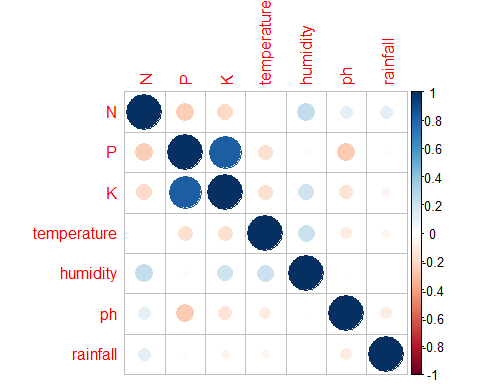 N P K temperature humidity ph rainfall
N
P
K
temperature
humidity
ph
rainfall
1
0.8
0.6
0.4
0.2
0
-0.2
-0.4
-0.6
-0.8
-1